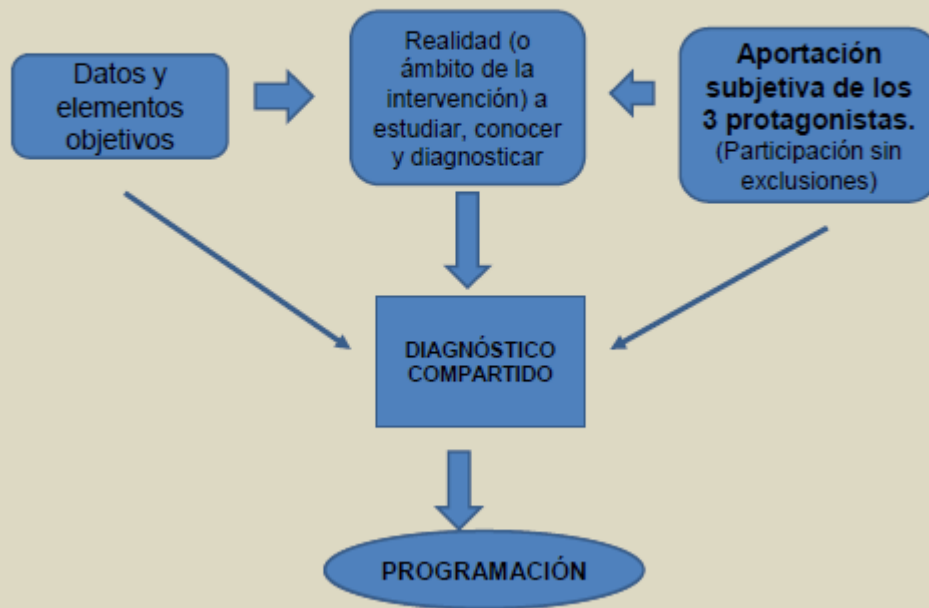 Datos y
elementos
objetivos
Realidad (o
ámbito de la
intervención) a
estudiar, conocer
y diagnosticar
Aportación
subjetiva de los
3 protagonistas.
(Participación sin
exclusiones)
DIAGNÓSTICO
COMPARTIDO
PROGRAMACIÓN